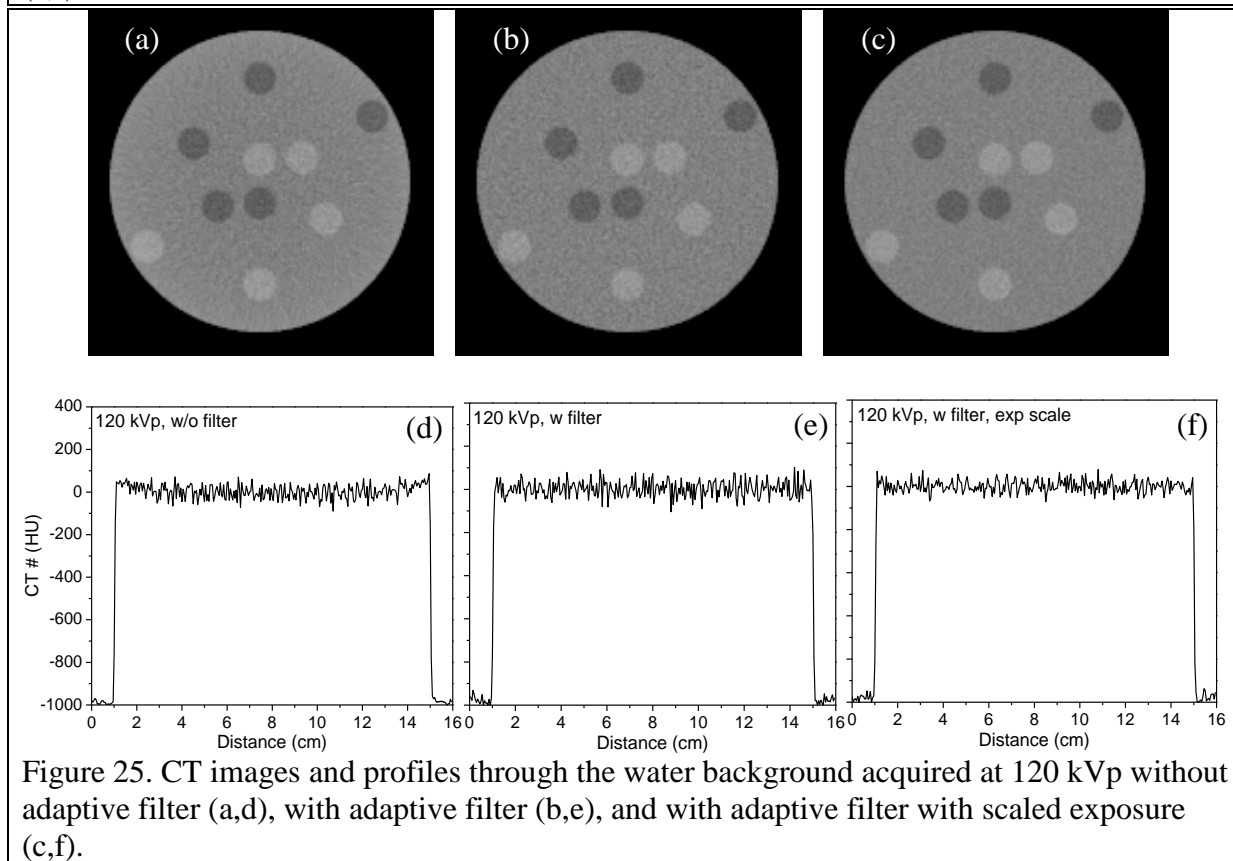 (a)
(b)
(c)
400
200
0
-200
-400
-600
-800
-1000
CT # (HU)
120 kVp, w/o filter
(d)
0 2 4 6 8 10 12 14 16
Distance (cm)
120 kVp, w filter
(e)
0 2 4 6 8 10 12 14 16
Distance (cm)
120 kVp, w filter, exp scale
(f)
0 2 4 6 8 10 12 14 16
Distance (cm)
Figure 25. CT images and profiles through the water background acquired at 120 kVp without
adaptive filter (a,d), with adaptive filter (b,e), and with adaptive filter with scaled exposure
(c,f).